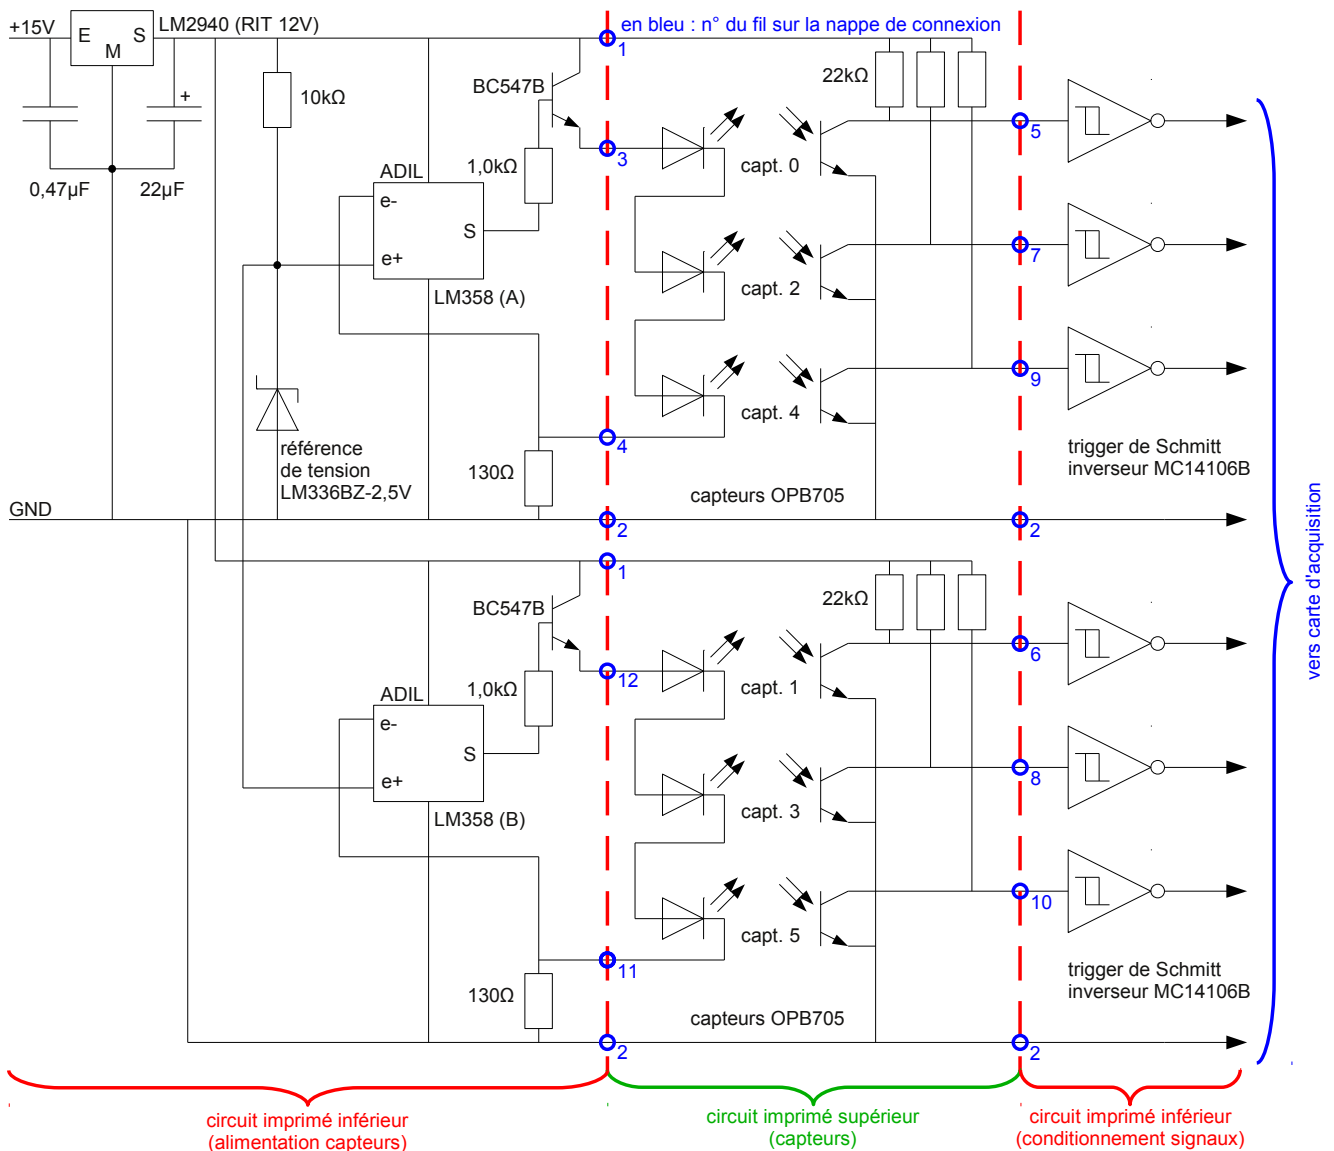 +15V
E
S
M
LM2940 (RIT 12V)
en bleu : n° du fil sur la nappe de connexion
1
+
10kΩ
BC547B
22kΩ
5
3
capt. 0
0,47µF
22µF
ADIL
1,0kΩ
e-
S
e+
LM358 (A)
7
capt. 2
9
capt. 4
4
référence
de tension
LM336BZ-2,5V
130Ω
trigger de Schmitt
inverseur MC14106B
capteurs OPB705
GND
2
2
vers carte d'acquisition
1
BC547B
22kΩ
6
12
capt. 1
ADIL
1,0kΩ
e-
S
e+
LM358 (B)
8
capt. 3
10
capt. 5
11
130Ω
trigger de Schmitt
inverseur MC14106B
capteurs OPB705
2
2
circuit imprimé inférieur
(alimentation capteurs)
circuit imprimé supérieur
(capteurs)
circuit imprimé inférieur
(conditionnement signaux)